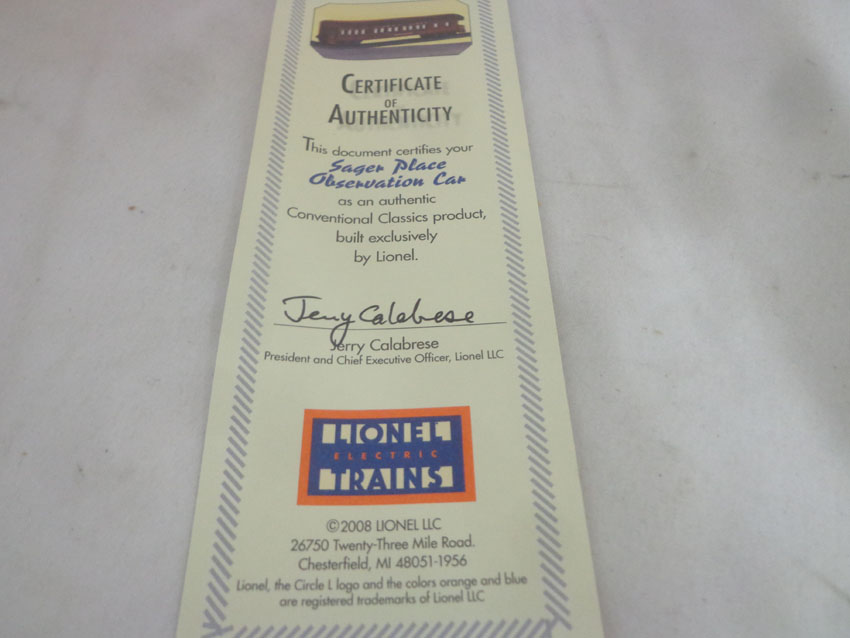 CERTIFICATE
OF
AUTHENTICITY
This document certifies your
Sager Place
Observation Car
as an authentic
Conventional Classics product,
built exclusively
by Lionel.
Jerry Calabrese
Jerry Calabrese
President and Chief Executive Officer, Lionel LLC
LIONEL
ELECTRIC
TRAINS
©2008 LIONEL LLC
26750 Twenty-Three Mile Road.
Chesterfield, MI 48051-1956
Lionel, the Circle L logo and the colors orange and blue
are registered trademarks of Lionel LLC